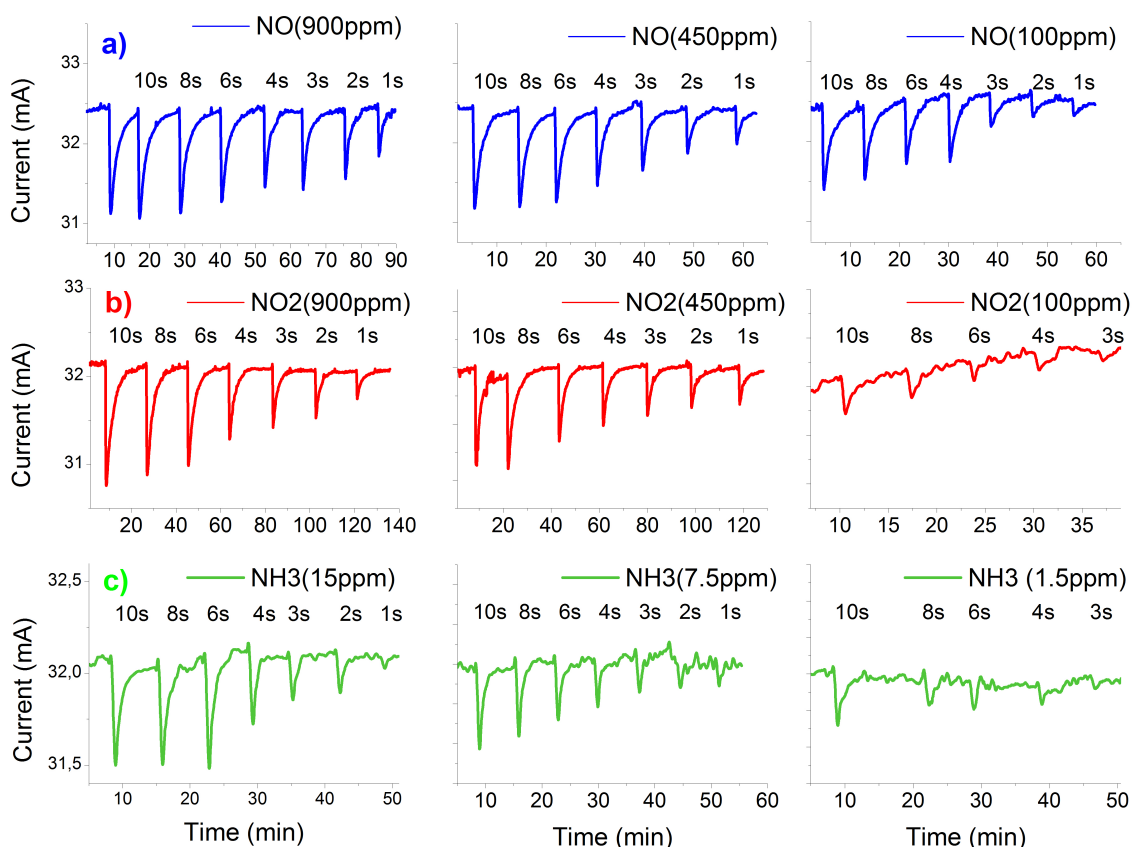 a)
NO(900ppm)
NO(450ppm)
NO(100ppm)
10s 8s 6s 4s 3s 2s 1s
10s 8s 6s 4s 3s 2s 1s
10s 8s 6s 4s 3s 2s 1s
33
32
31
Current (mA)
10 20 30 40 50 60 70 80 90
10 20 30 40 50 60
0 10 20 30 40 50 60
b)
NO2(900ppm)
NO2(450ppm)
NO2(100ppm)
10s 8s 6s 4s 3s 2s 1s
10s 8s 6s 4s 3s 2s 1s
10s 8s 6s 4s 3s
33
32
31
Current (mA)
20 40 60 80 100 120 140
0 20 40 60 80 100 120
10 15 20 25 30 35
c)
NH3(15ppm)
NH3(7.5ppm)
NH3 (1.5ppm)
10s 8s 6s 4s 3s 2s 1s
10s 8s 6s 4s 3s 2s 1s
10s 8s 6s 4s 3s
32,5
32,0
31,5
Current (mA)
10 20 30 40 50
10 20 30 40 50 60
10 20 30 40 50
Time (min)
Time (min)
Time (min)